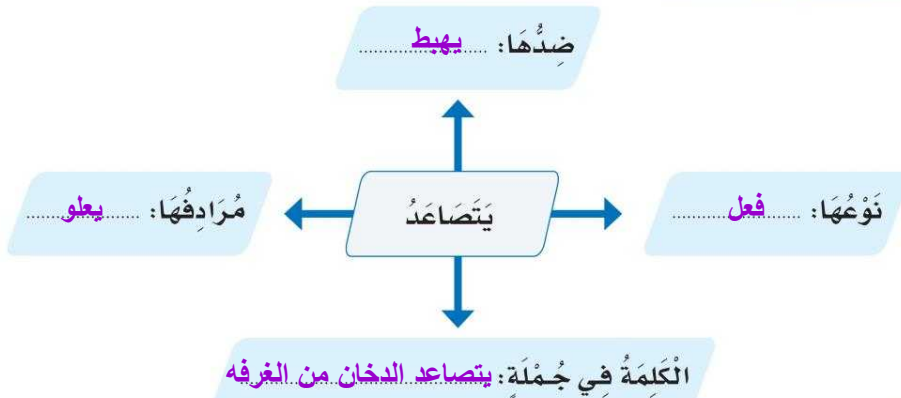 ضِدُّهَا: يهبط
نَوْعُهَا: فعل
يَتَصَاعَدُ
مُرَادِفُهَا: يعلو
الْكَلِمَةُ فِي جُمْلَةٍ: يتصاعد الدخان من الغرفه